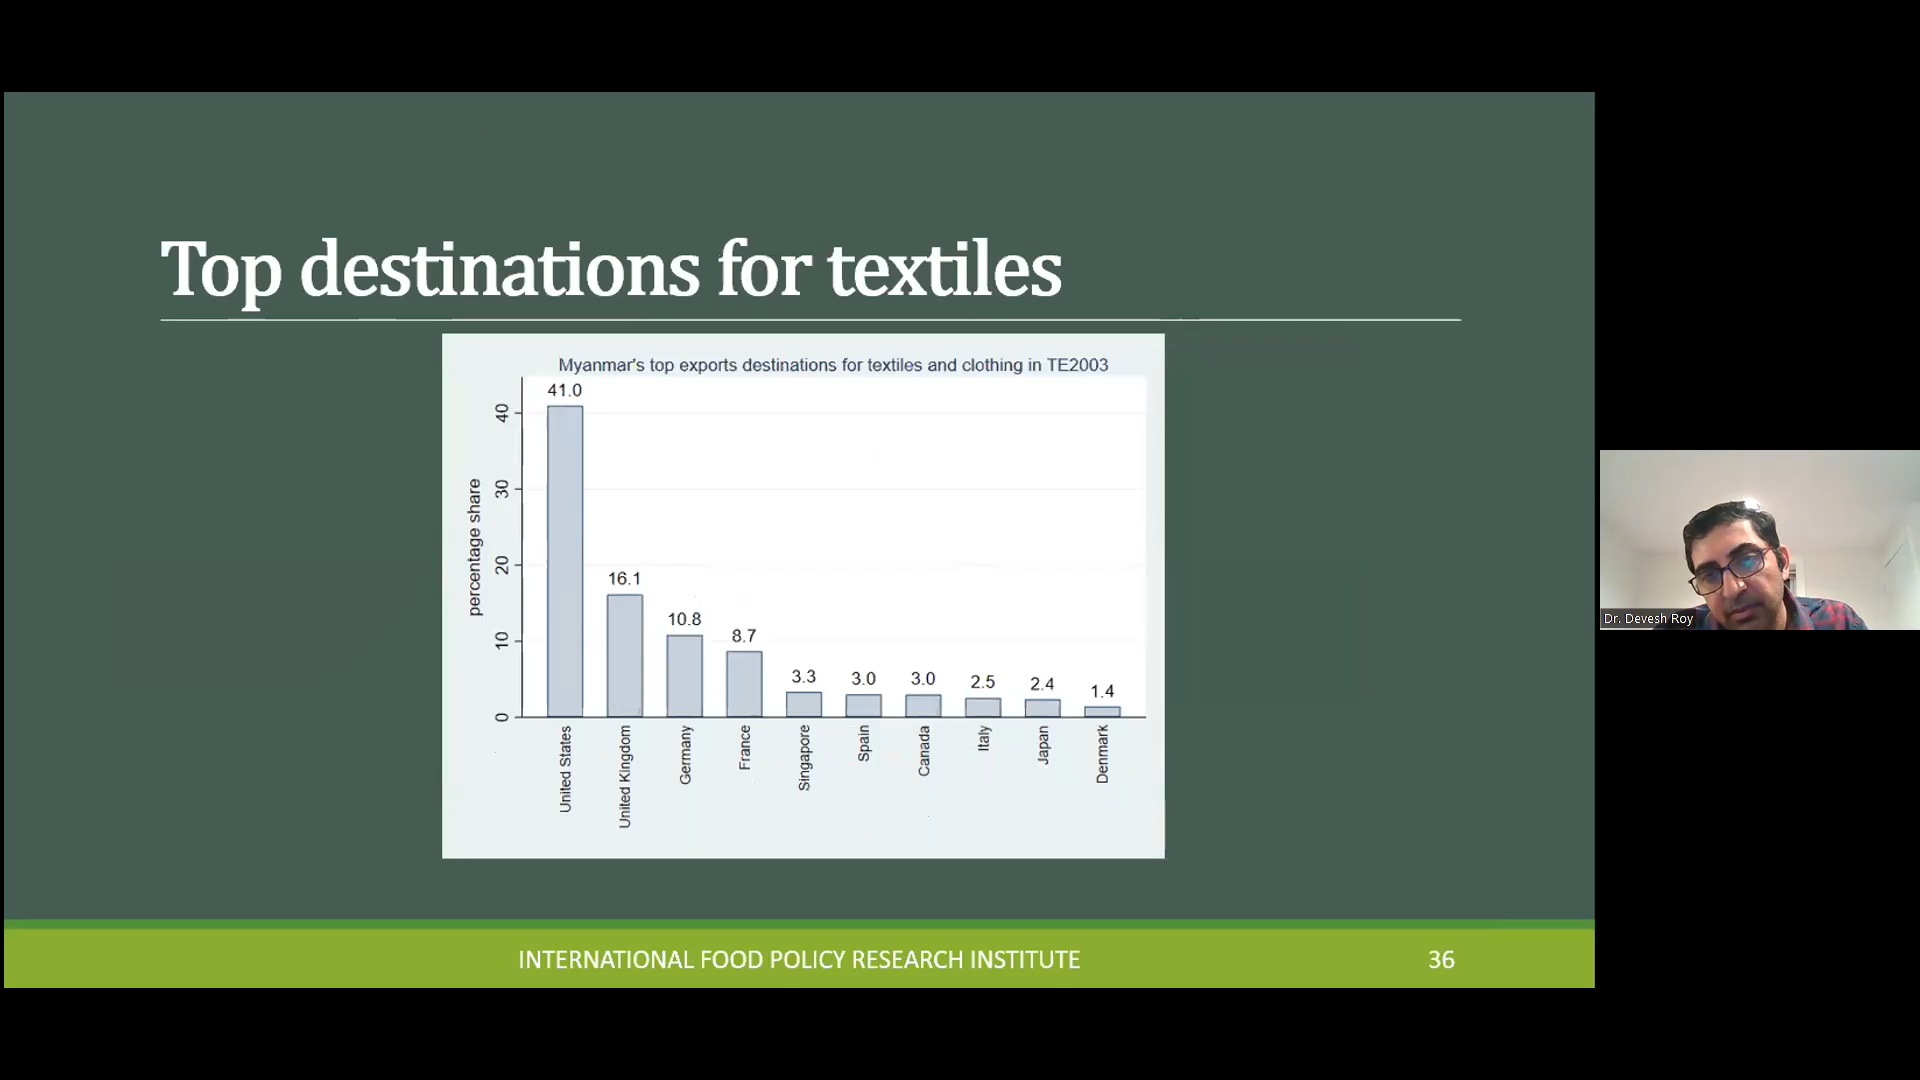 Top destinations for textiles
Myanmar's top exports destinations for textiles and clothing in TE2003
percentage share
40
30
20
10
0
41.0
16.1
10.8
8.7
3.3
3.0
3.0
2.5
2.4
1.4
United States
United Kingdom
Germany
France
Singapore
Spain
Canada
Italy
Japan
Denmark
INTERNATIONAL FOOD POLICY RESEARCH INSTITUTE
36
Dr. Devesh Roy